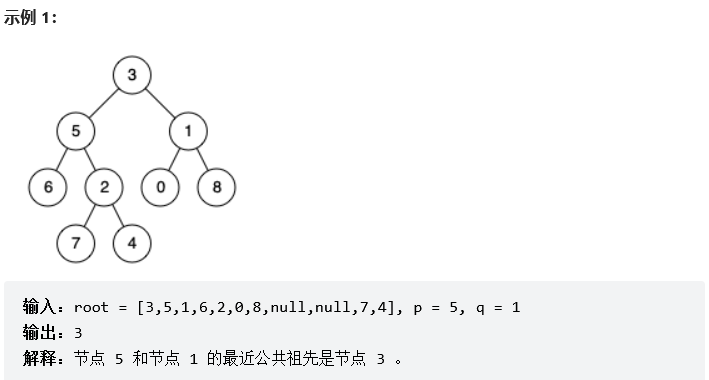 示例 1:
3
5 1
6 2 0 8
7 4
输入：root = [3,5,1,6,2,0,8,null,null,7,4], p = 5, q = 1
输出：3
解释：节点 5 和节点 1 的最近公共祖先是节点 3 。